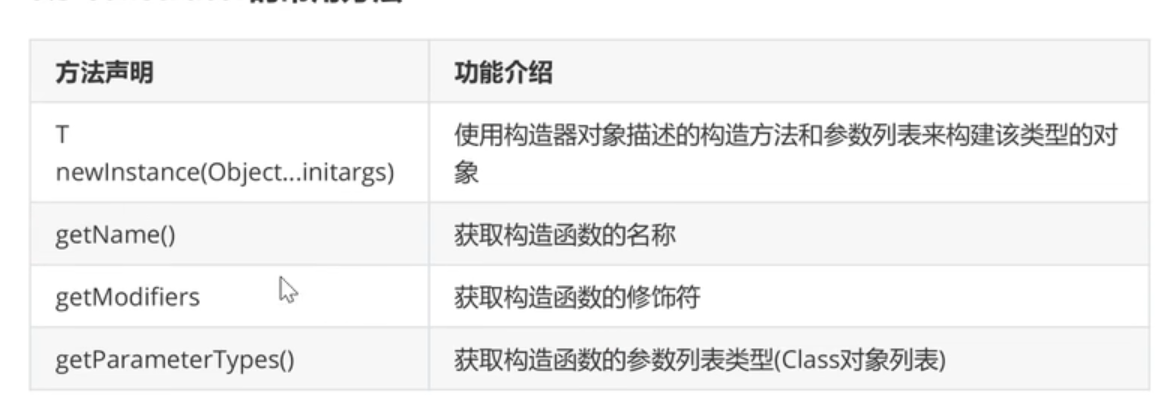 方法声明 功能介绍
T
newInstance(Object...initargs)
使用构造器对象描述的构造方法和参数列表来构建该类型的对
象
getName() 获取构造函数的名称
getModifiers 获取构造函数的修饰符
getParameterTypes() 获取构造函数的参数列表类型(Class对象列表)